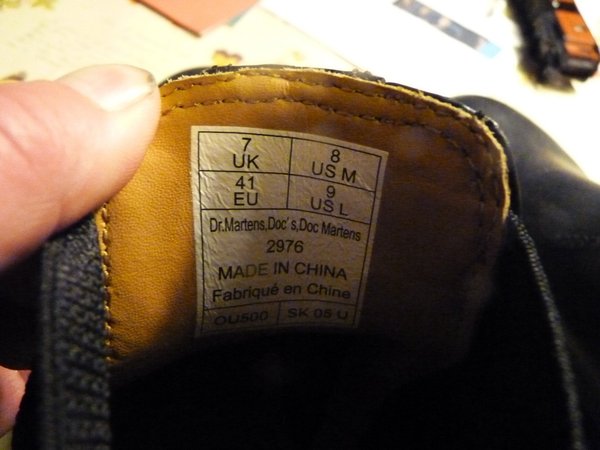 7 8
UK US M
41 9
EU US L
Dr.Martens,Doc's,Doc Martens
2976
MADE IN CHINA
Fabriqué en Chine
OU500 SK 05 U